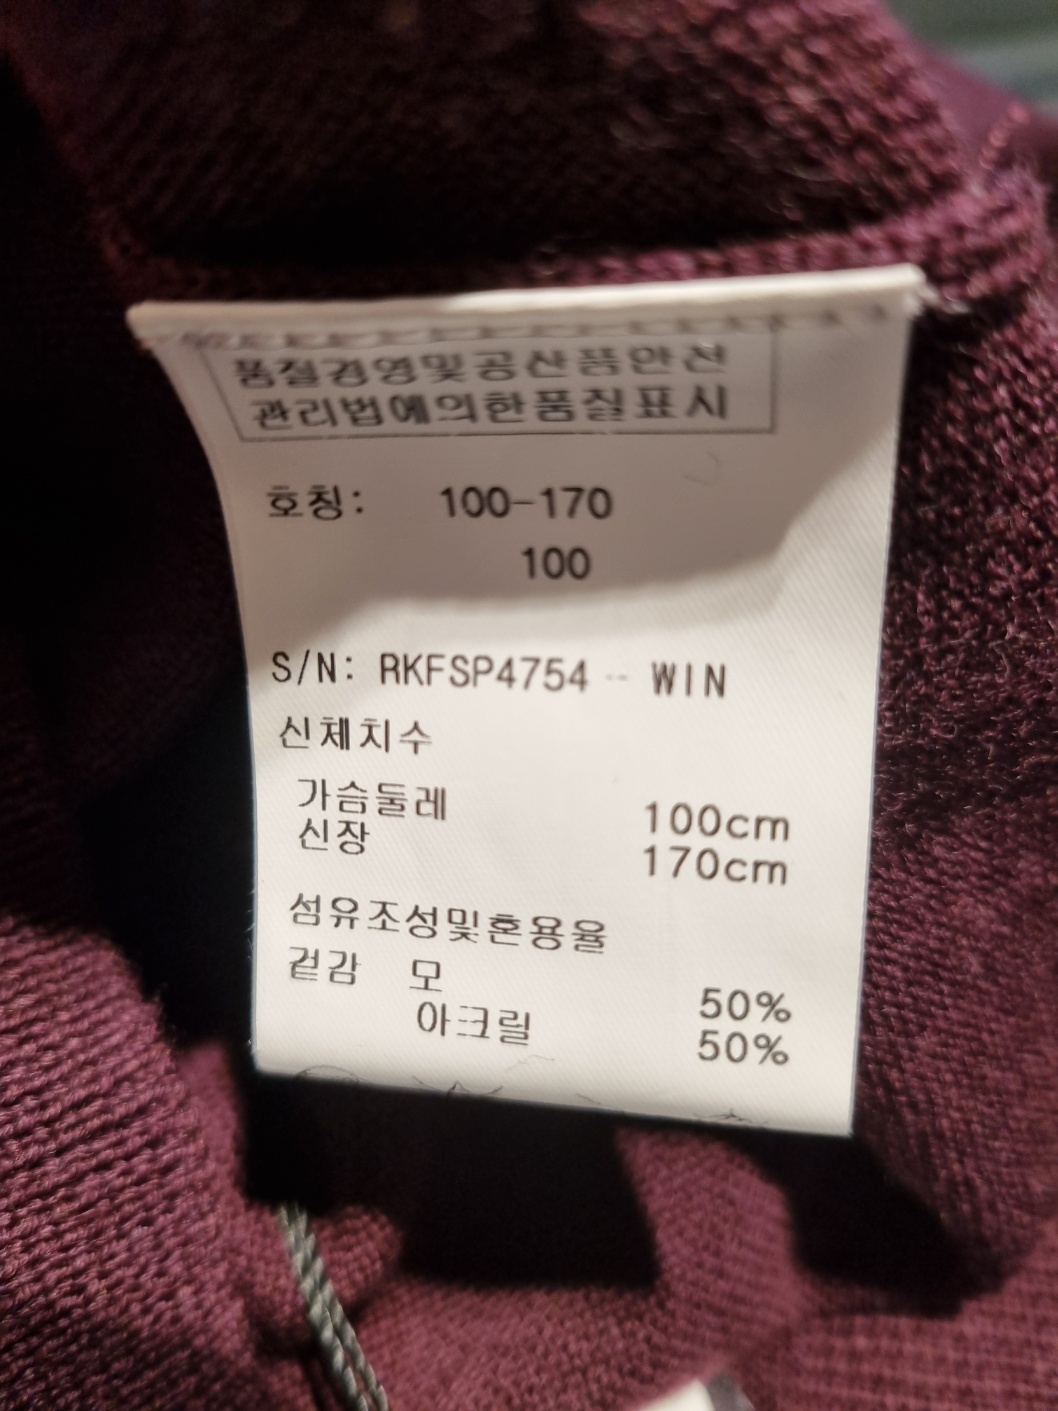 품질경영및공산품안전
관리법에의한품질표시
호칭: 100-170
100
S/N: RKFSP4754 -- WIN
신체치수
가슴둘레 100cm
신장 170cm
섬유조성및혼용율
겉감 모 50%
아크릴 50%